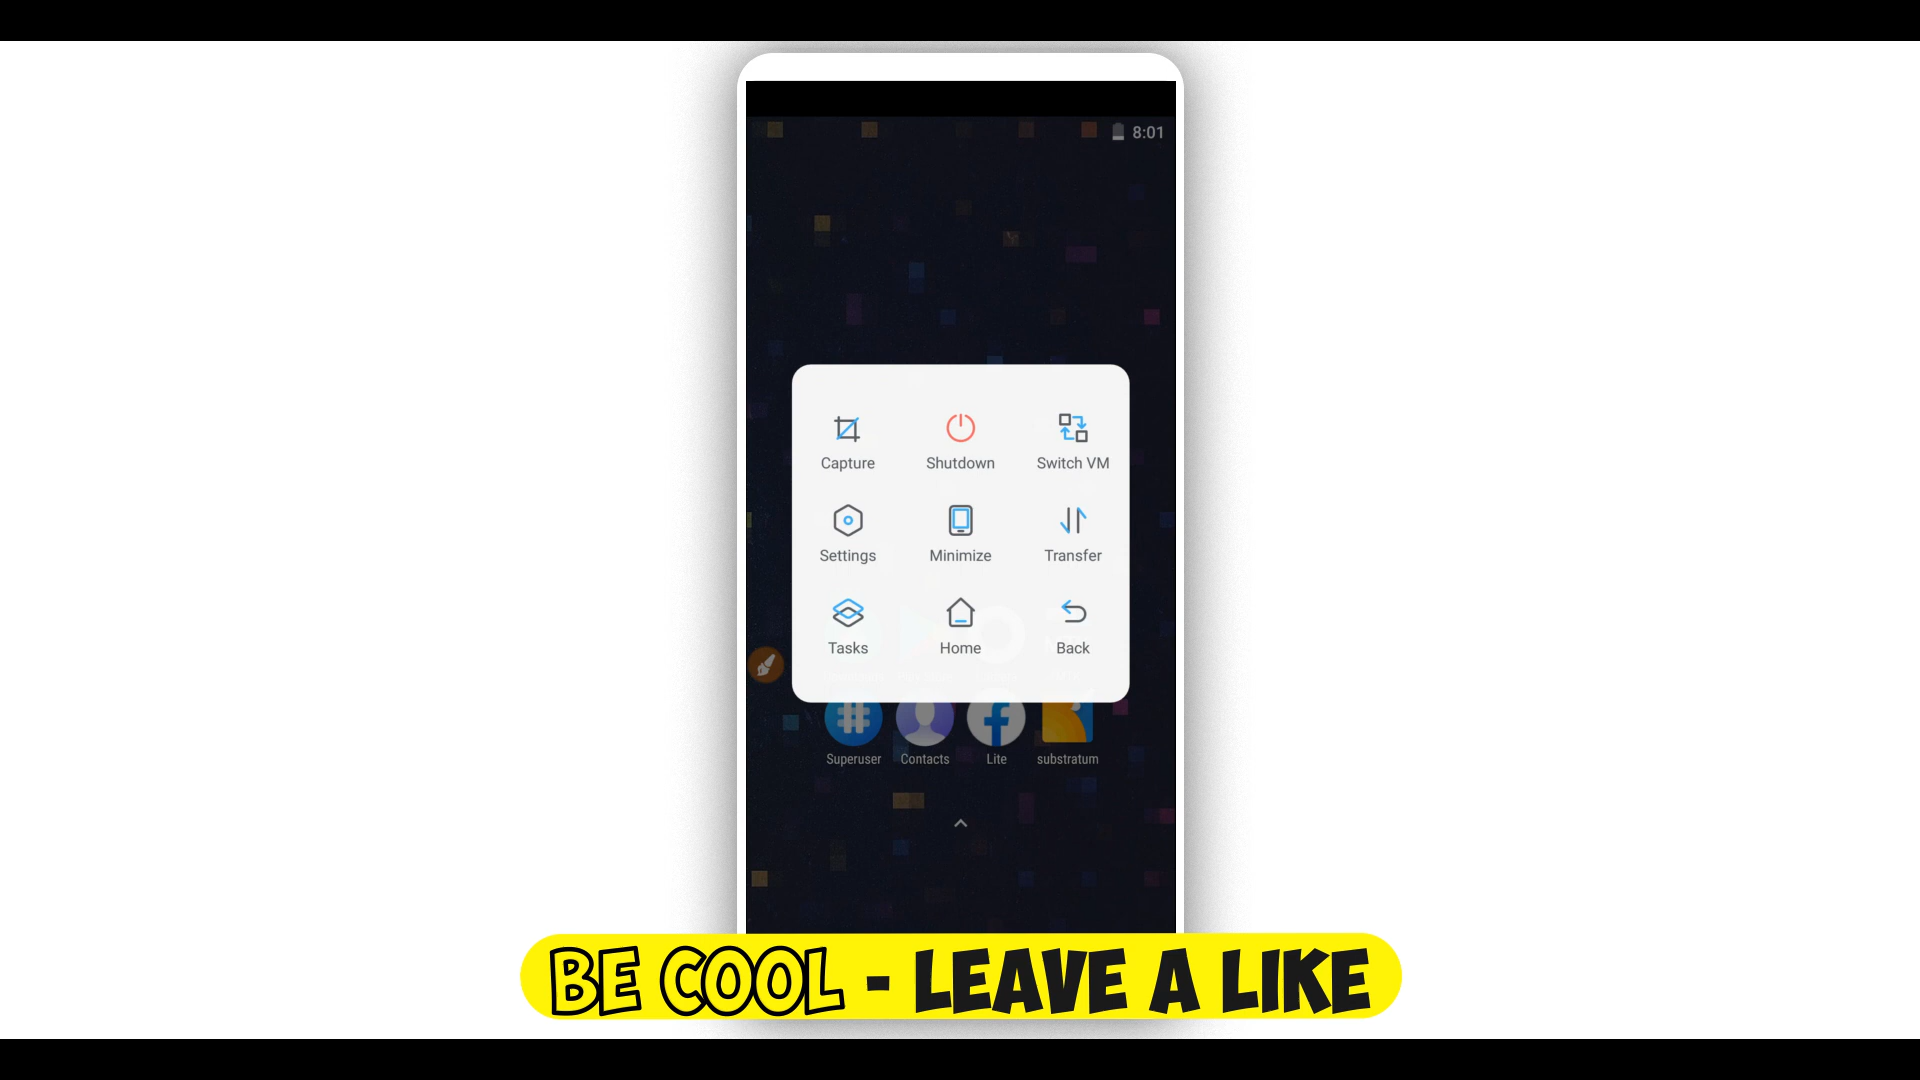 8:01
Capture Shutdown Switch VM
Settings Minimize Transfer
Tasks Home Back
Superuser Contacts Lite substratum
BE COOL - LEAVE A LIKE